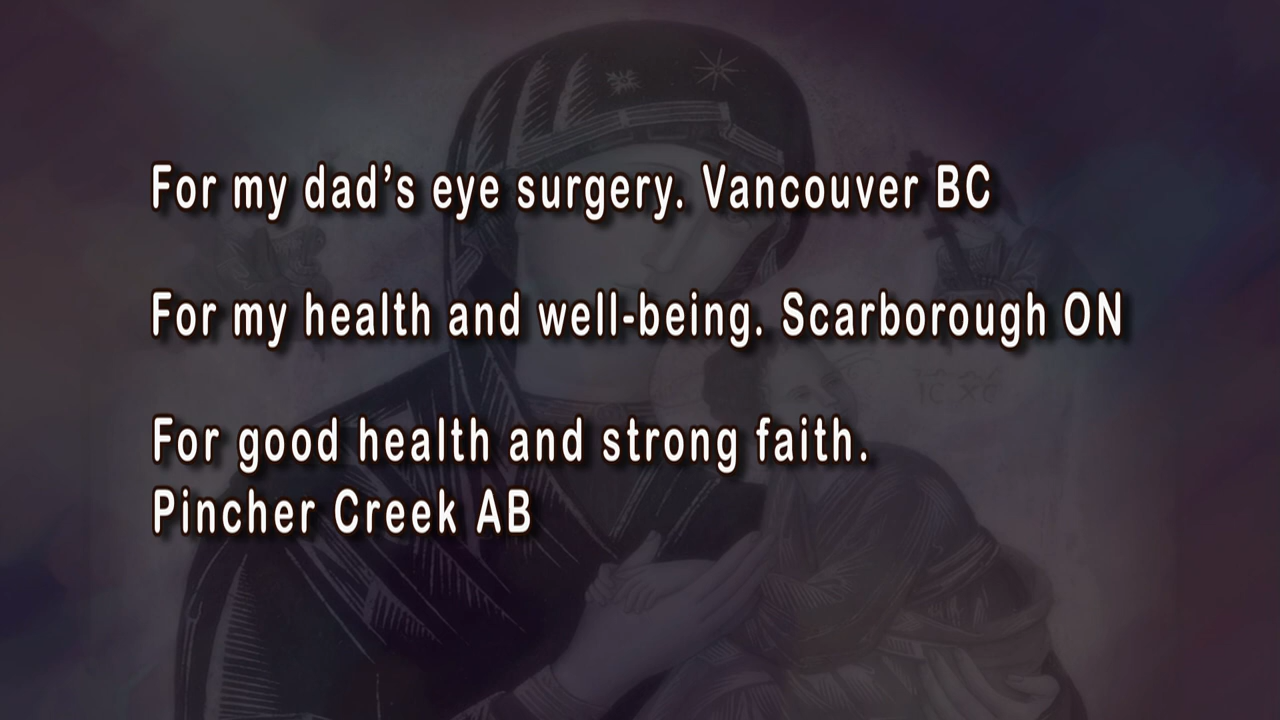 For my dad’s eye surgery. Vancouver BC
For my health and well-being. Scarborough ON
For good health and strong faith.
Pincher Creek AB